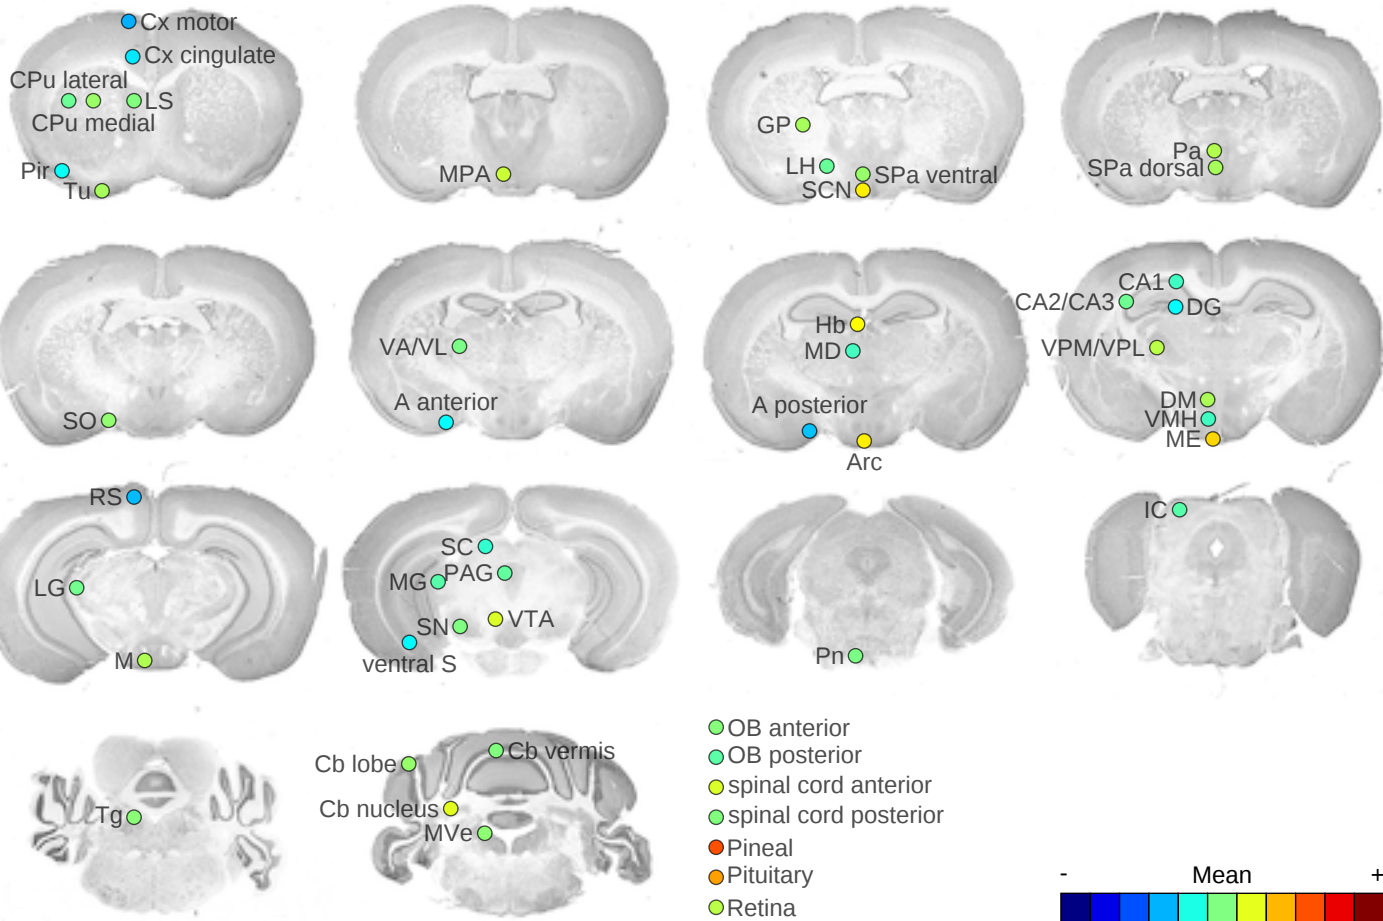 Cx motor
Cx cingulate
CPu lateral
LS
CPu medial
Pir
Tu
MPA
GP
LH
SPa ventral
SCN
Pa
SPa dorsal
SO
VA/VL
A anterior
Hb
MD
A posterior
Arc
CA1
CA2/CA3
DG
VPM/VPL
DM
VMH
ME
RS
LG
M
SC
PAG
MG
VTA
SN
ventral S
Pn
IC
Tg
Cb vermis
Cb lobe
Cb nucleus
MVe
OB anterior
OB posterior
spinal cord anterior
spinal cord posterior
Pineal
Pituitary
Retina
- Mean +